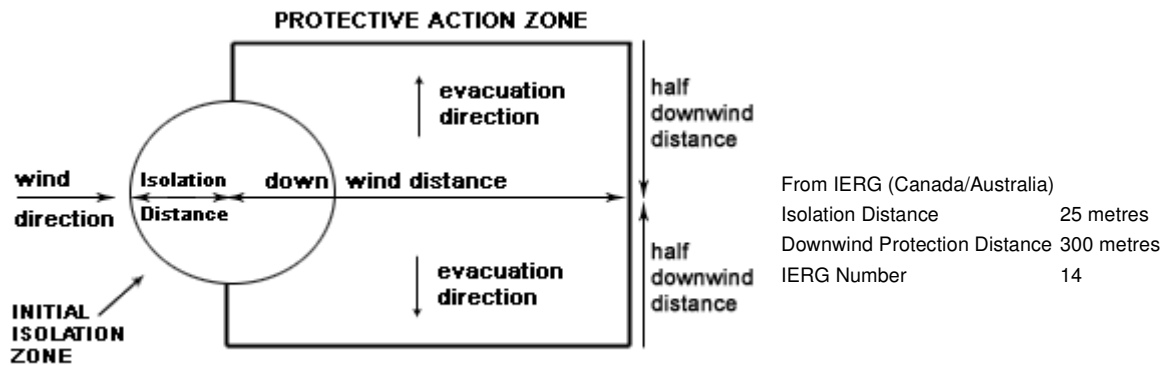 PROTECTIVE ACTION ZONE
evacuation
direction
half
downwind
distance
wind
direction
Isolation
Distance
down wind distance
evacuation
direction
half
downwind
distance
INITIAL
ISOLATION
ZONE
From IERG (Canada/Australia)
Isolation Distance 25 metres
Downwind Protection Distance 300 metres
IERG Number 14